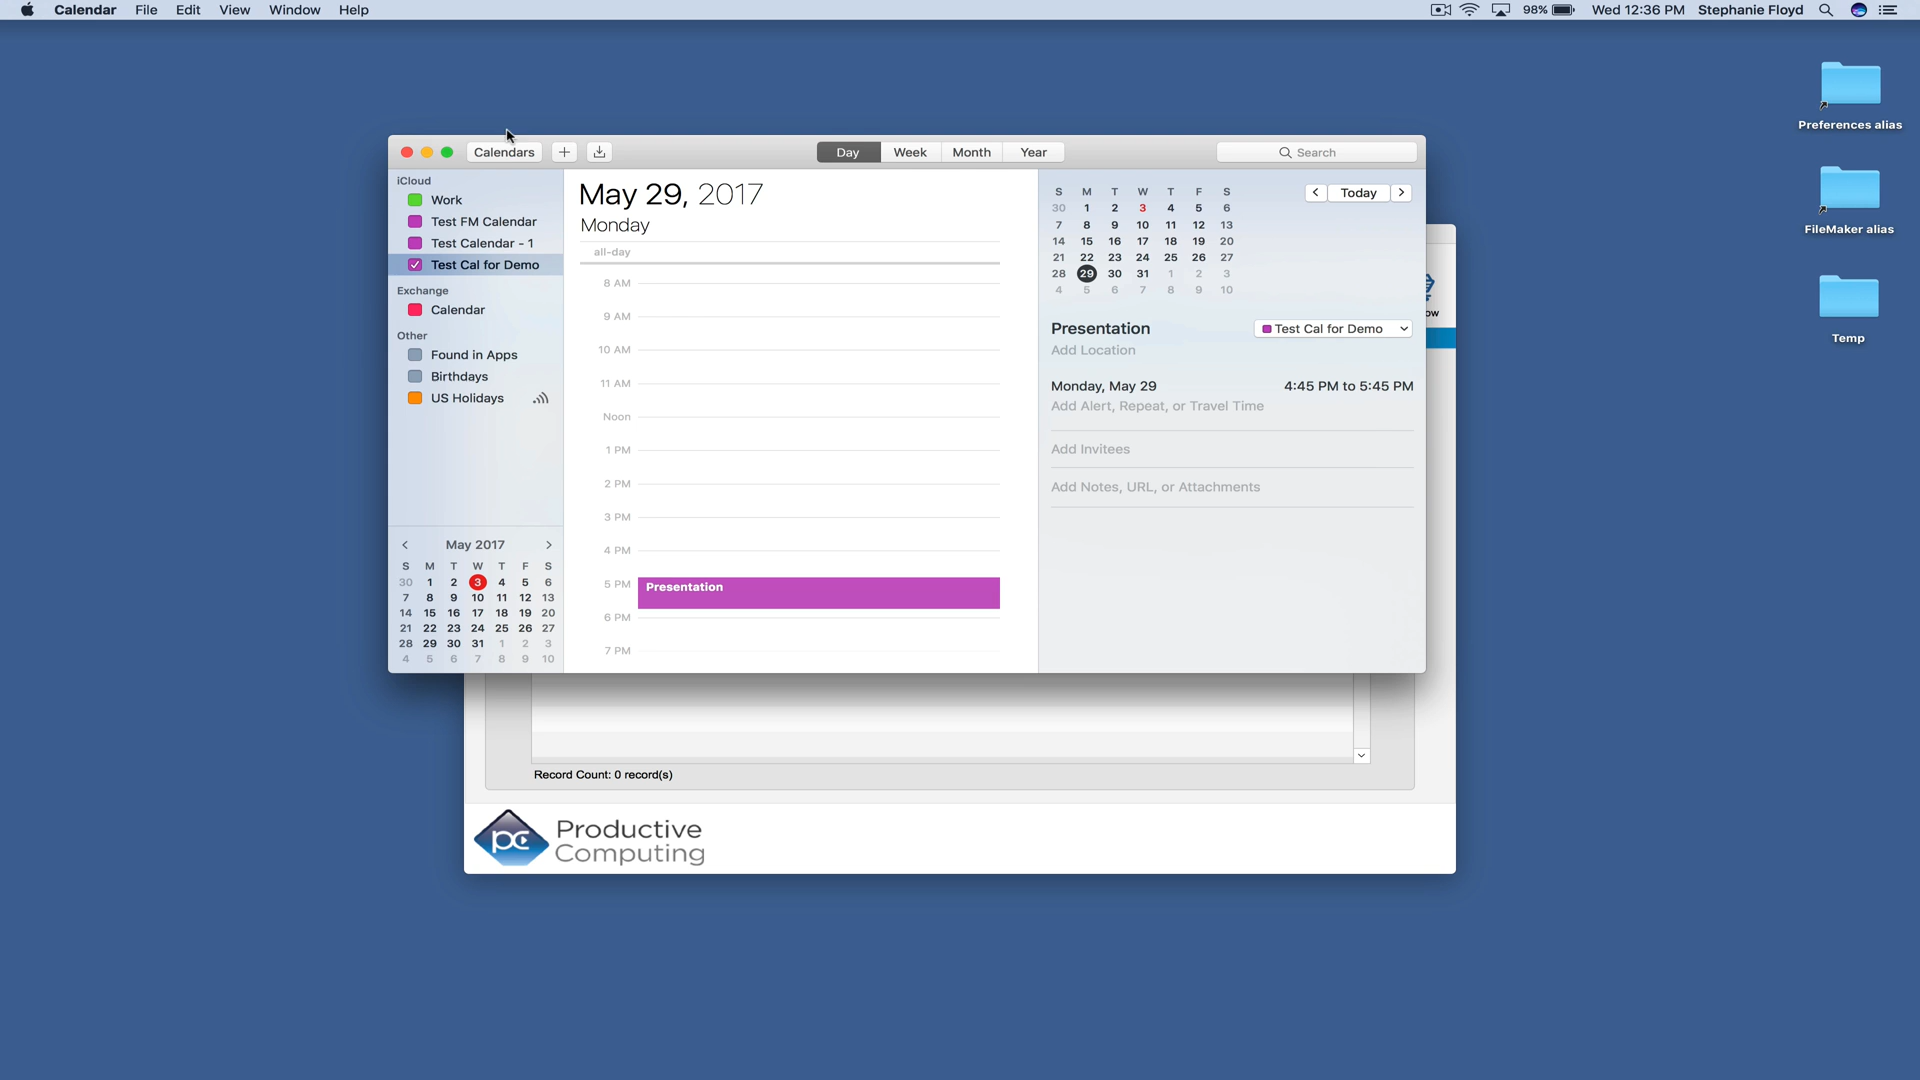 Calendar File Edit View Window Help
98% Wed 12:36 PM Stephanie Floyd
Preferences alias
FileMaker alias
Temp
Calendars + Day Week Month Year Search
iCloud
Work
Test FM Calendar
Test Calendar - 1
Test Cal for Demo
Exchange
Calendar
Other
Found in Apps
Birthdays
US Holidays
< May 2017 >
S M T W T F S
30 1 2 3 4 5 6
7 8 9 10 11 12 13
14 15 16 17 18 19 20
21 22 23 24 25 26 27
28 29 30 31 1 2 3
4 5 6 7 8 9 10
May 29, 2017
Monday
all-day
8 AM
9 AM
10 AM
11 AM
Noon
1 PM
2 PM
3 PM
4 PM
5 PM
Presentation
6 PM
7 PM
S M T W T F S
30 1 2 3 4 5 6
7 8 9 10 11 12 13
14 15 16 17 18 19 20
21 22 23 24 25 26 27
28 29 30 31 1 2 3
4 5 6 7 8 9 10
< Today >
Presentation Test Cal for Demo
Add Location
Monday, May 29 4:45 PM to 5:45 PM
Add Alert, Repeat, or Travel Time
Add Invitees
Add Notes, URL, or Attachments
ow
Record Count: 0 record(s)
pc
Productive
Computing